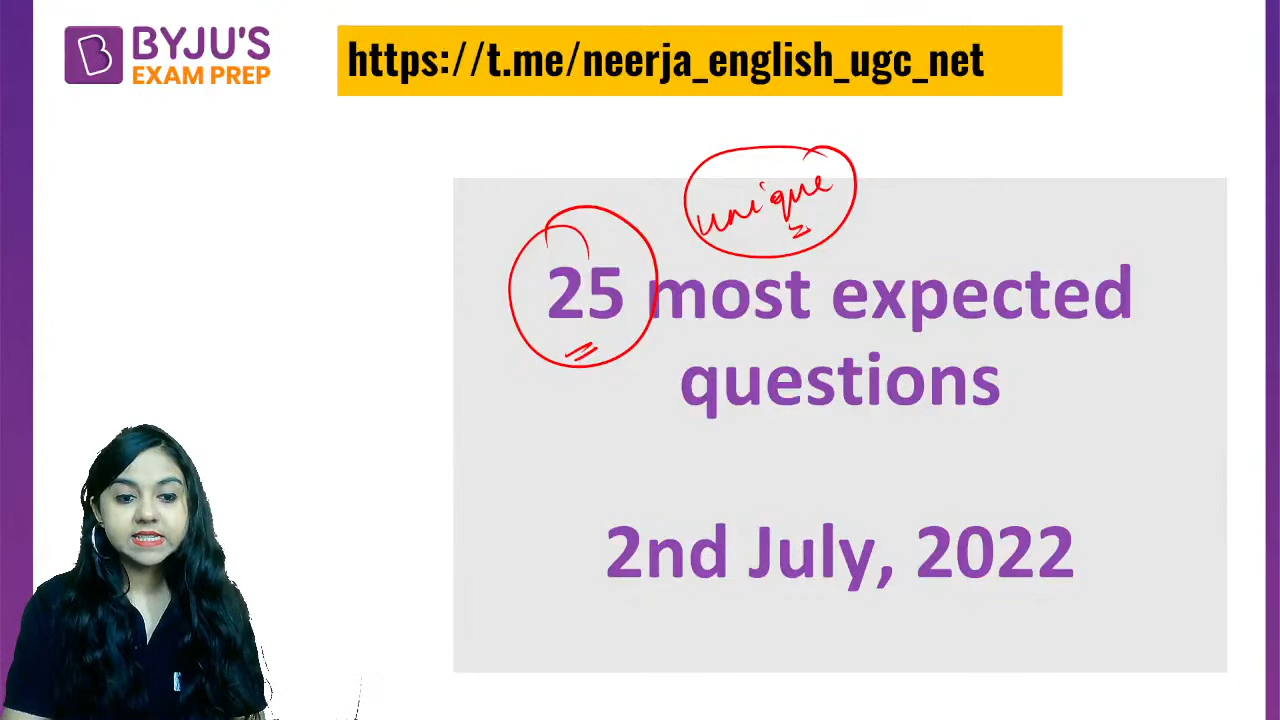 BYJU'S
EXAM PREP
https://t.me/neerja_english_ugc_net
unique
25 most expected
questions
2nd July, 2022